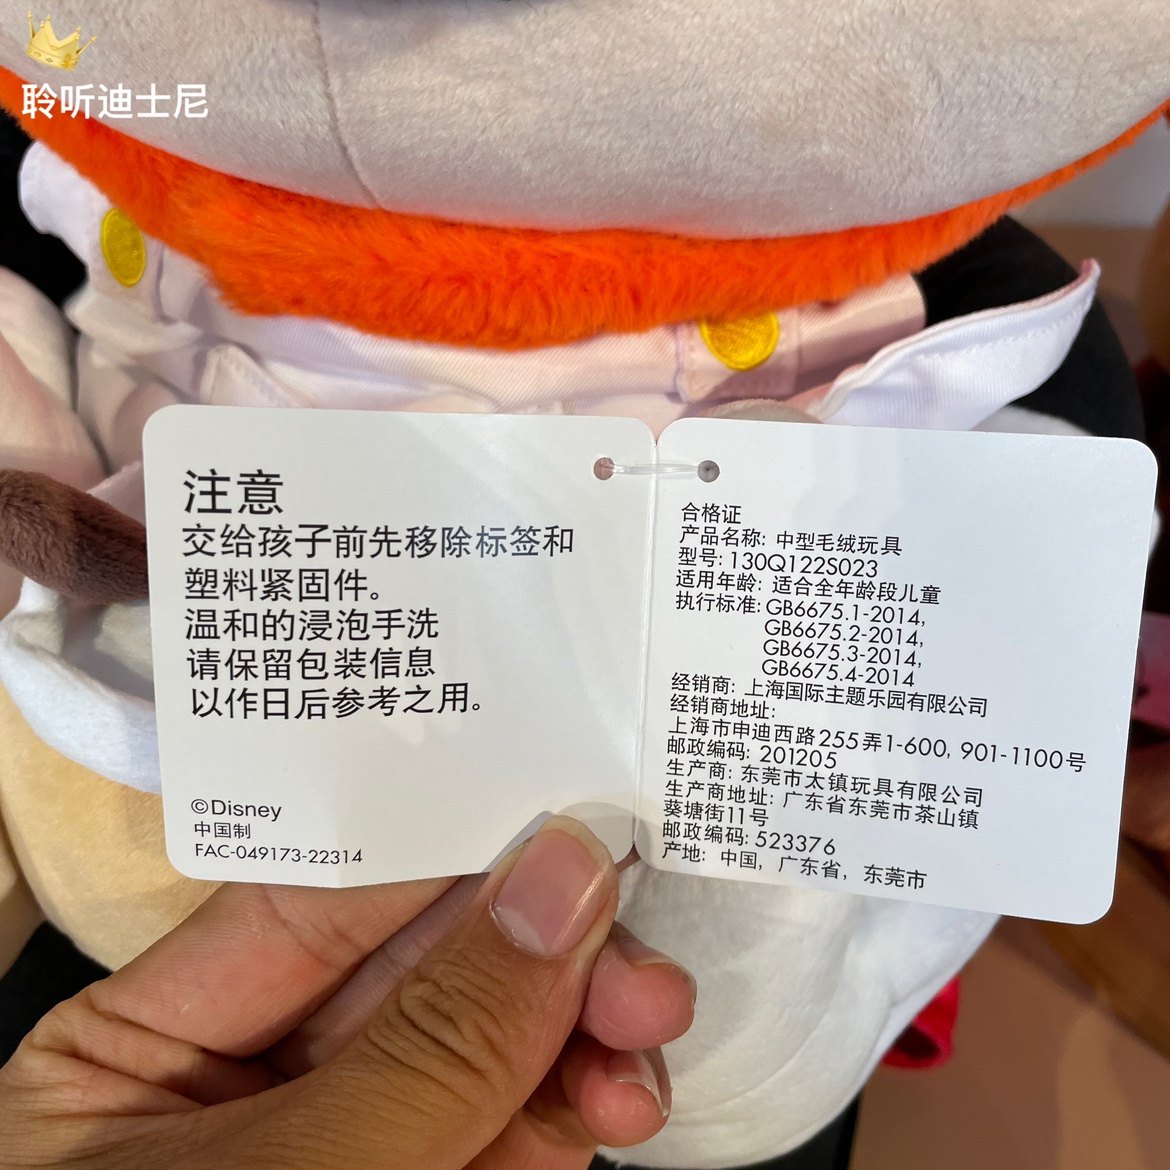 聆听迪士尼
注意
交给孩子前先移除标签和
塑料紧固件。
温和的浸泡手洗
请保留包装信息
以作日后参考之用。
©Disney
中国制
FAC-049173-22314
合格证
产品名称: 中型毛绒玩具
型号: 130Q122S023
适用年龄: 适合全年龄段儿童
执行标准: GB6675.1-2014,
GB6675.2-2014,
GB6675.3-2014,
GB6675.4-2014
经销商: 上海国际主题乐园有限公司
经销商地址:
上海市申迪西路255弄1-600, 901-1100号
邮政编码: 201205
生产商: 东莞市太镇玩具有限公司
生产商地址: 广东省东莞市茶山镇
葵塘街11号
邮政编码: 523376
产地: 中国, 广东省, 东莞市